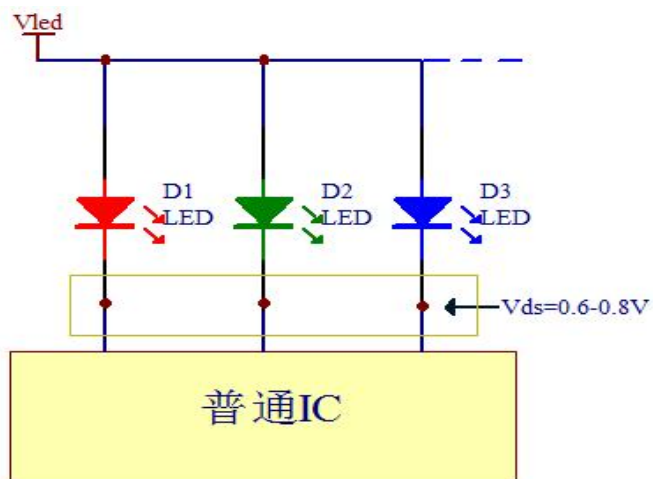 Vled
D1
LED
D2
LED
D3
LED
Vds=0.6-0.8V
普通IC